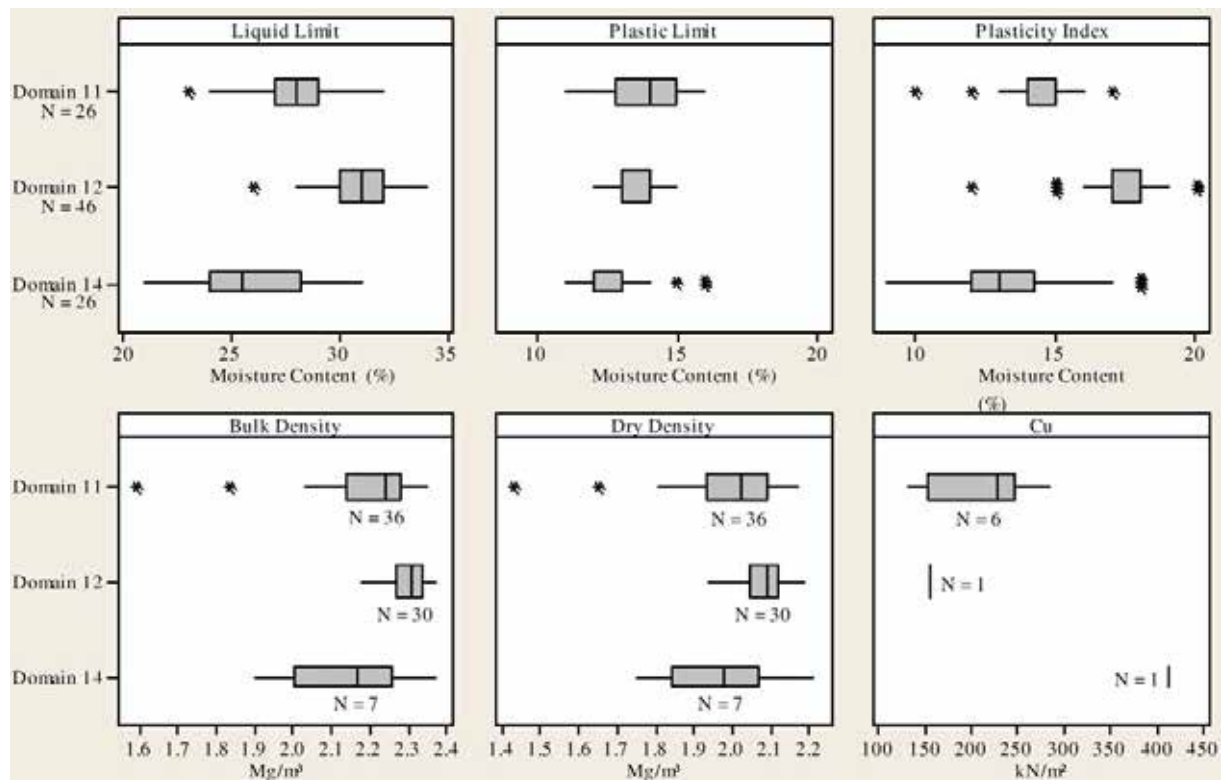 Liquid Limit Plastic Limit Plasticity Index
Domain 11
N = 26
Domain 12
N = 46
Domain 14
N = 26
20 25 30 35 10 15 20 10 15 20
Moisture Content (%) Moisture Content (%) Moisture Content
(%)
Bulk Density Dry Density Cu
Domain 11
N = 36 N = 36 N = 6
Domain 12
N = 1
N = 30 N = 30
Domain 14
N = 1
N = 7 N = 7
1.6 1.7 1.8 1.9 2.0 2.1 2.2 2.3 2.4 1.4 1.5 1.6 1.7 1.8 1.9 2.0 2.1 2.2 100 150 200 250 300 350 400 450
Mg/m³ Mg/m³ kN/m²